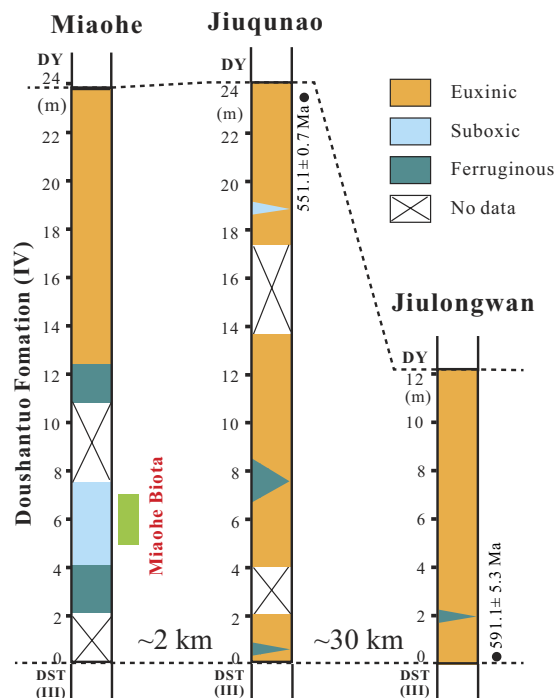 Miaohe
Jiuqunao
DY
24
(m)
22
20
18
16
14
12
10
8
6
4
2
0
DST
(III)
Doushantuo Fomation (IV)
Miaohe Biota
~2 km
DY
24
(m)
22
20
18
16
14
12
10
8
6
4
2
0
DST
(III)
551.1± 0.7 Ma
~30 km
Euxinic
Suboxic
Ferruginous
No data
Jiulongwan
DY
12
(m)
10
8
6
4
2
0
DST
(III)
591.1± 5.3 Ma